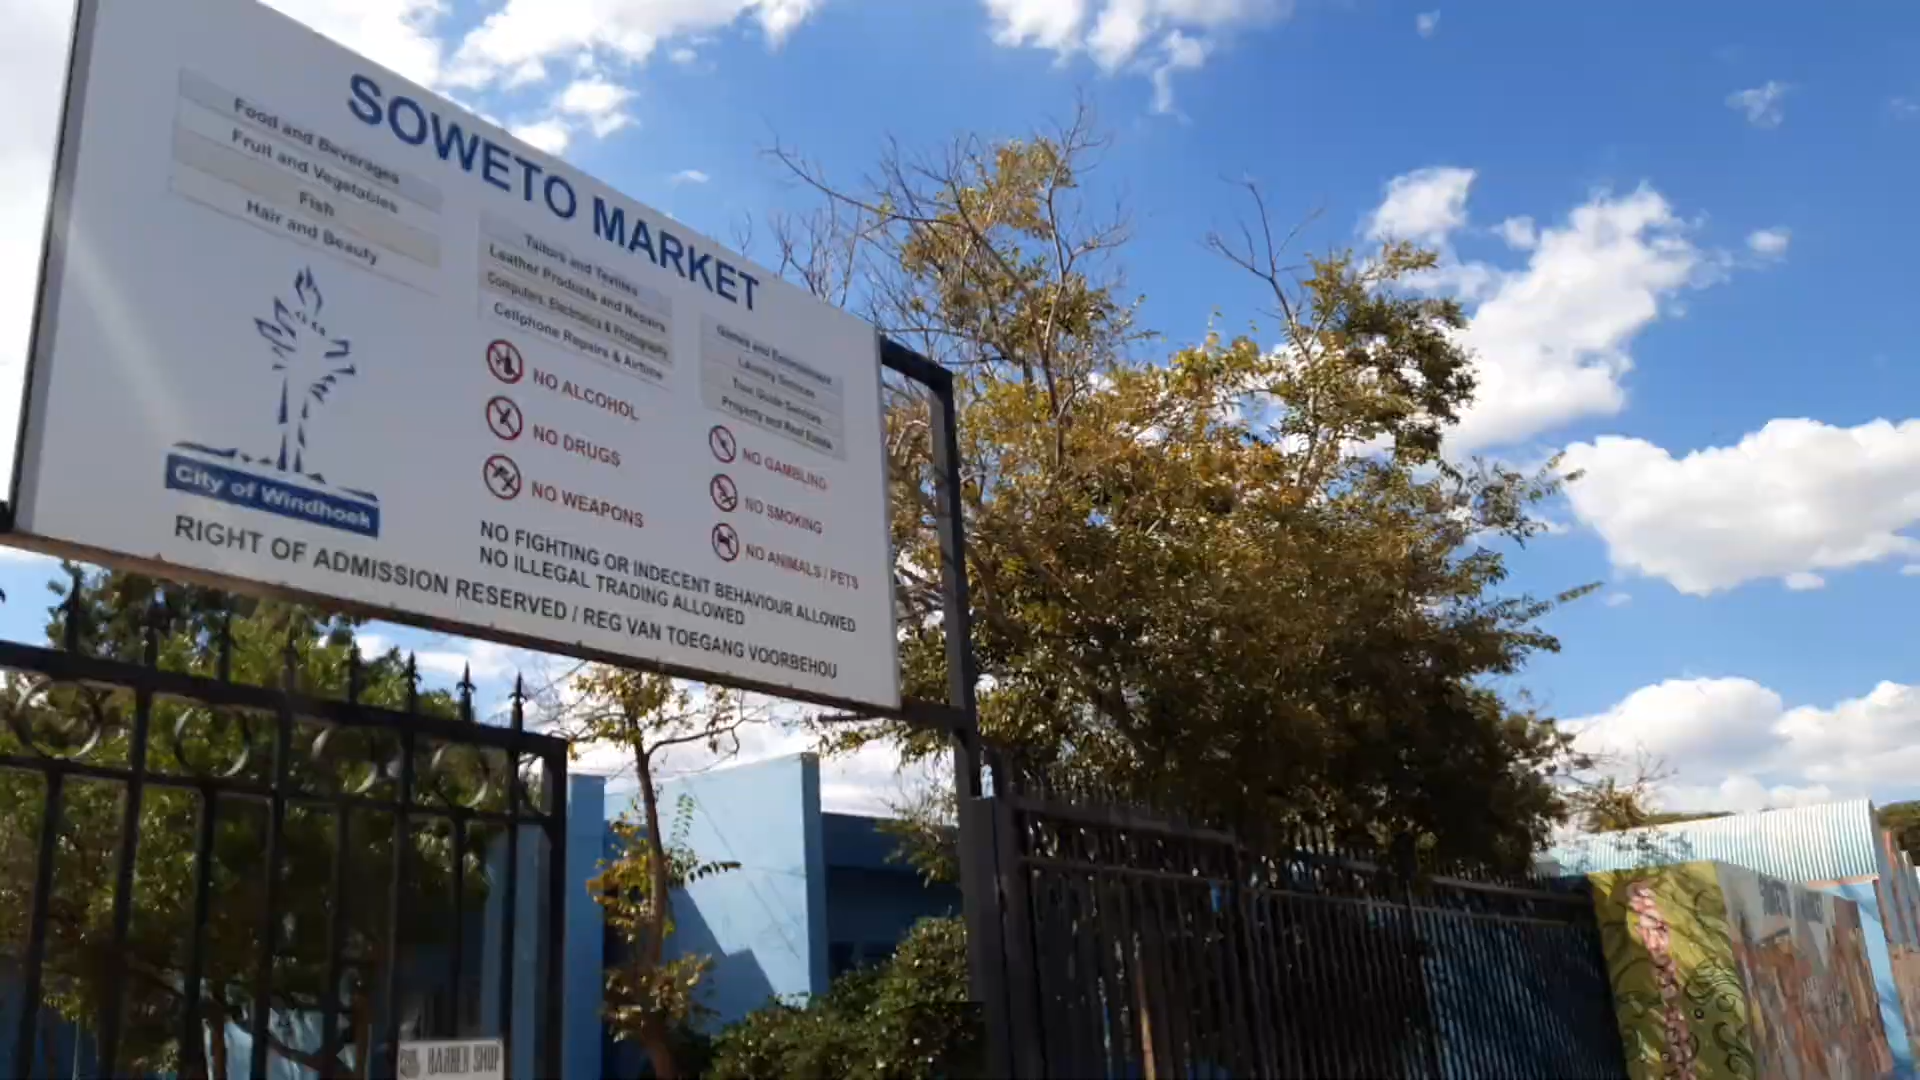 SOWETO MARKET
Food and Beverages
Fruit and Vegetables
Fish
Hair and Beauty
Tailors and Textiles
Leather Products and Repairs
Computers, Electronics & Photography
Cellphone Repairs & Airtime
Games and Entertainment
Laundry Services
Tour Guide Services
Property and Real Estate
NO ALCOHOL
NO DRUGS
NO WEAPONS
NO GAMBLING
NO SMOKING
NO ANIMALS / PETS
City of Windhoek
NO FIGHTING OR INDECENT BEHAVIOUR ALLOWED
NO ILLEGAL TRADING ALLOWED
RIGHT OF ADMISSION RESERVED / REG VAN TOEGANG VOORBEHOU
BARBER SHOP